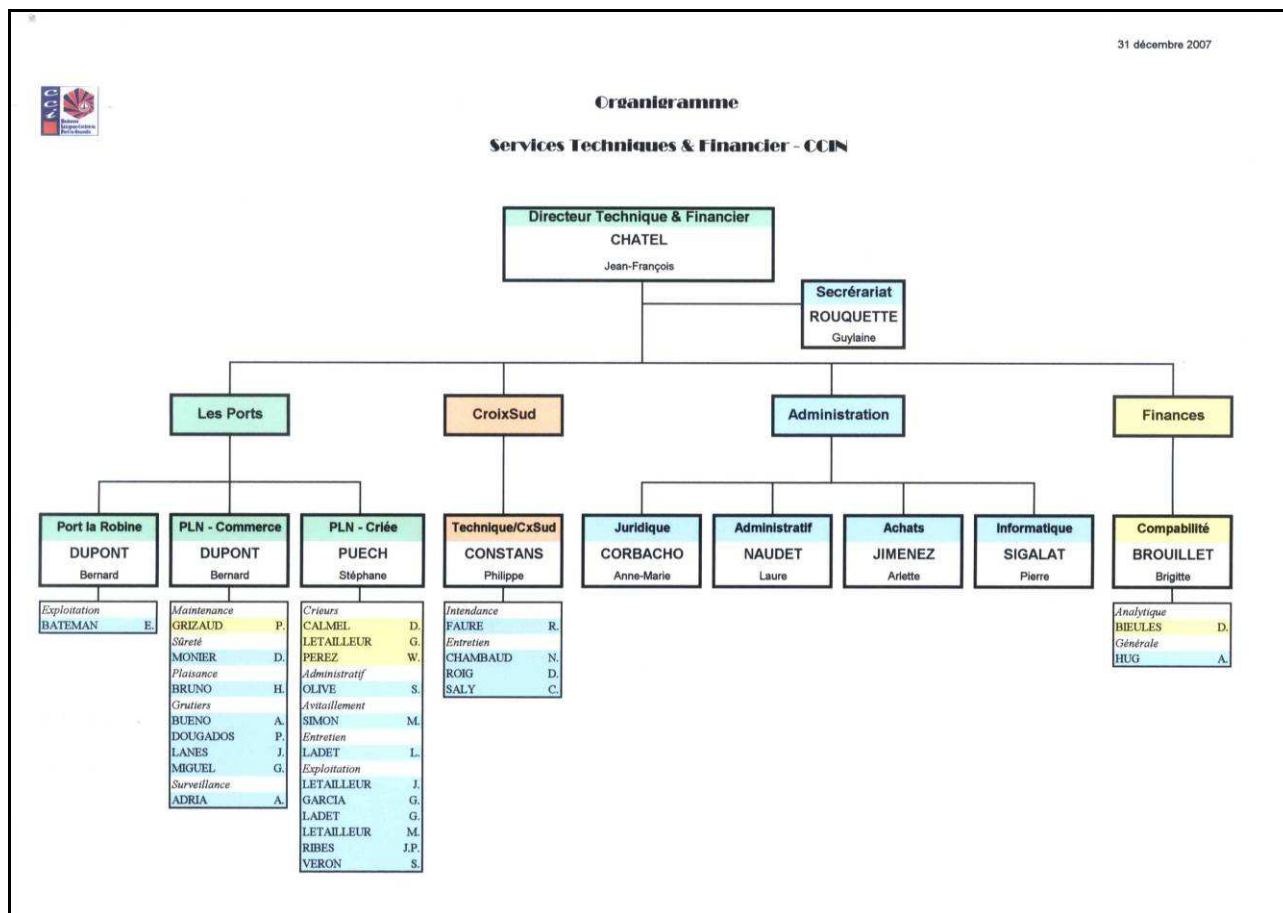 31 décembre 2007
Organigramme
Services Techniques & Financier - CCIN
Directeur Technique & Financier
CHATEL
Jean-François
Secrérariat
ROUQUETTE
Guylaine
Les Ports
CroixSud
Administration
Finances
Port la Robine
DUPONT
Bernard
Exploitation
BATEMAN E.
PLN - Commerce
DUPONT
Bernard
Maintenance
GRIZAUD P.
Sûreté
MONIER D.
Plaisance
BRUNO H.
Grutiers
BUENO A.
DOUGADOS P.
LANES J.
MIGUEL G.
Surveillance
ADRIA A.
PLN - Criée
PUECH
Stéphane
Crieurs
CALMEL D.
LETAILLEUR G.
PEREZ W.
Administratif
OLIVE S.
Avitaillement
SIMON M.
Entretien
LADET L.
Exploitation
LETAILLEUR J.
GARCIA G.
LADET G.
LETAILLEUR M.
RIBES J.P.
VERON S.
Technique/CxSud
CONSTANS
Philippe
Intendance
FAURE R.
Entretien
CHAMBAUD N.
ROIG D.
SALY C.
Juridique
CORBACHO
Anne-Marie
Administratif
NAUDET
Laure
Achats
JIMENEZ
Arlette
Informatique
SIGALAT
Pierre
Compabilité
BROUILLET
Brigitte
Analytique
BIEULES D.
Générale
HUG A.